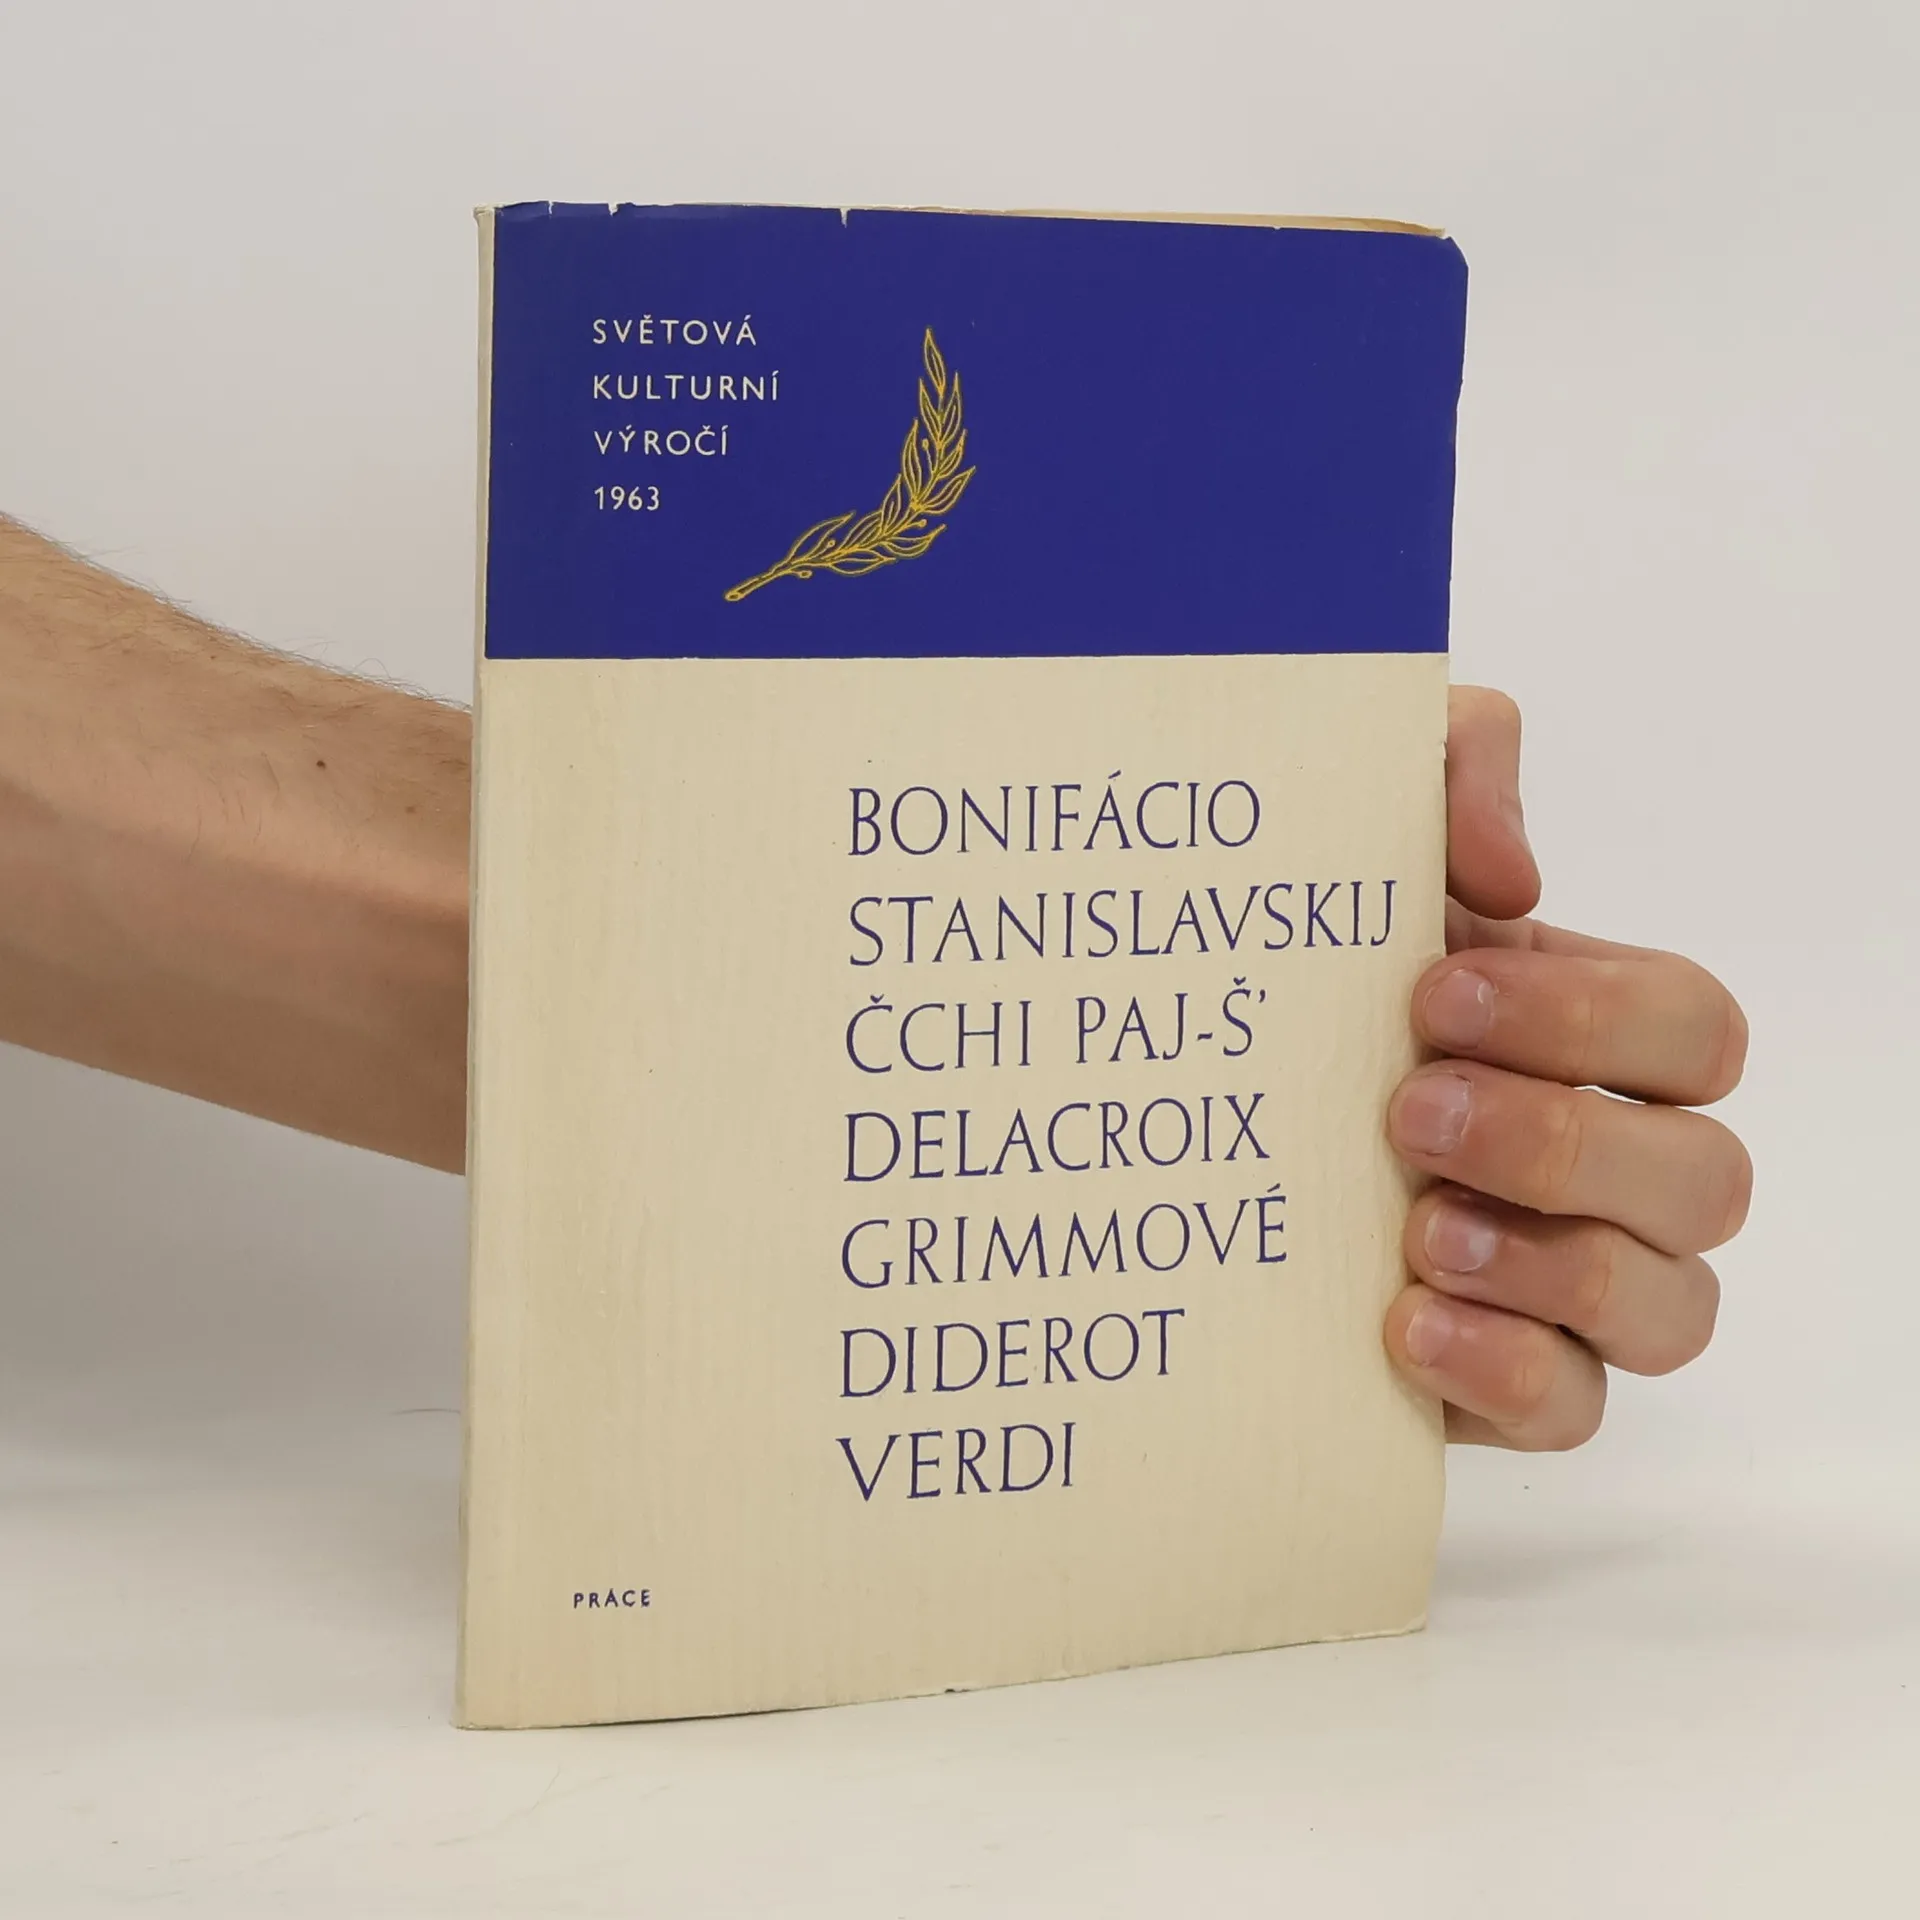 SVĚTOVÁ
KULTURNÍ
VÝROČÍ
1963
BONIFÁCIO
STANISLAVSKIJ
ČCHI PAJ-Š’
DELACROIX
GRIMMOVÉ
DIDEROT
VERDI
PRÁCE